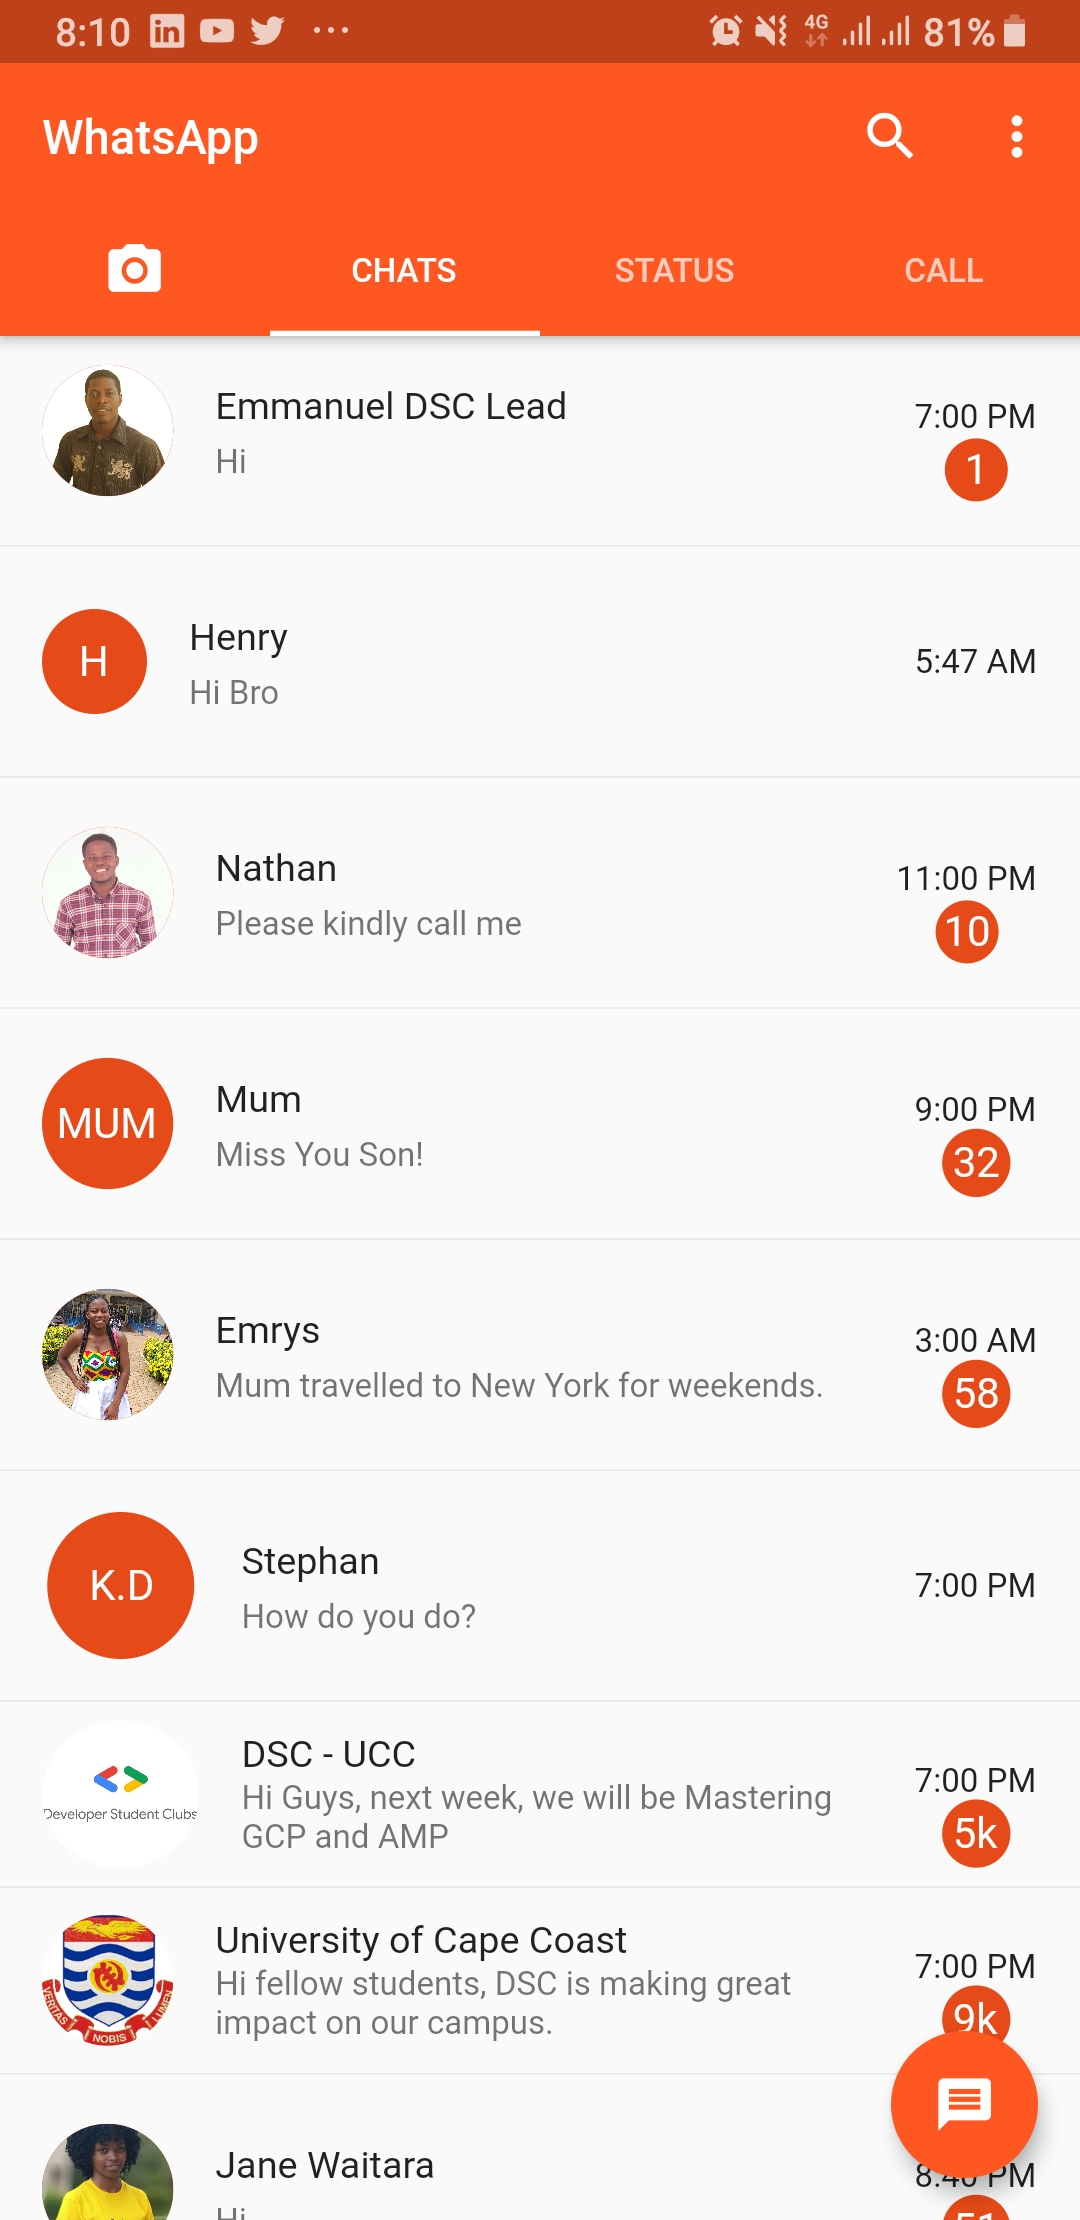 8:10 4G 81%
WhatsApp
CHATS STATUS CALL
Emmanuel DSC Lead
7:00 PM
Hi
1
H
Henry
5:47 AM
Hi Bro
Nathan
11:00 PM
Please kindly call me
10
MUM
Mum
9:00 PM
Miss You Son!
32
Emrys
3:00 AM
Mum travelled to New York for weekends.
58
K.D
Stephan
7:00 PM
How do you do?
DSC - UCC
7:00 PM
Hi Guys, next week, we will be Mastering
GCP and AMP
5k
Developer Student Clubs
University of Cape Coast
7:00 PM
Hi fellow students, DSC is making great
impact on our campus.
9k
VERITAS NOBIS LUMEN
Jane Waitara
8:40 PM
Hi
51